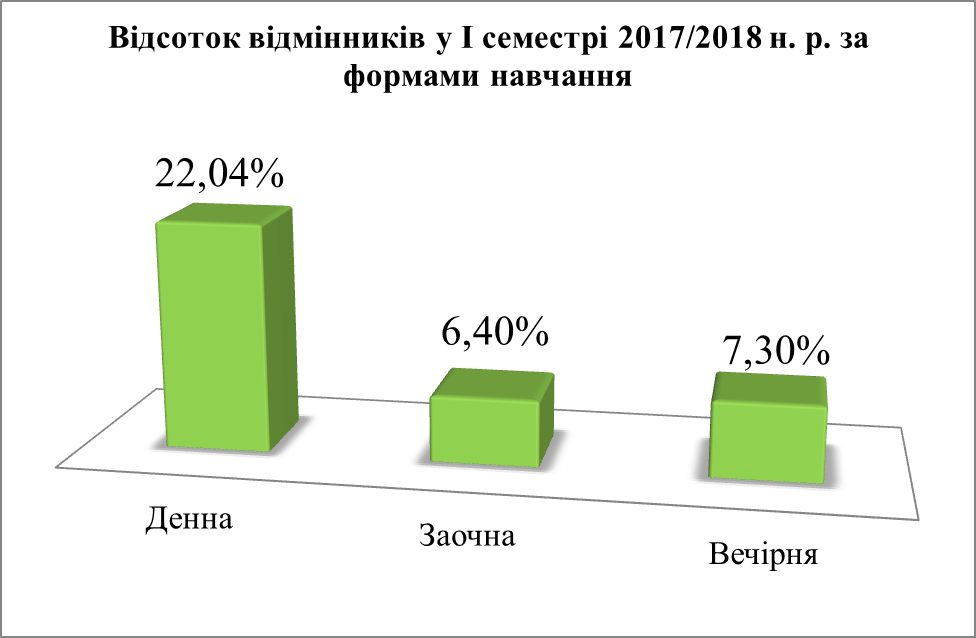 Відсоток відмінників у І семестрі 2017/2018 н. р. за
формами навчання
22,04%
6,40%
7,30%
Денна
Заочна
Вечірня